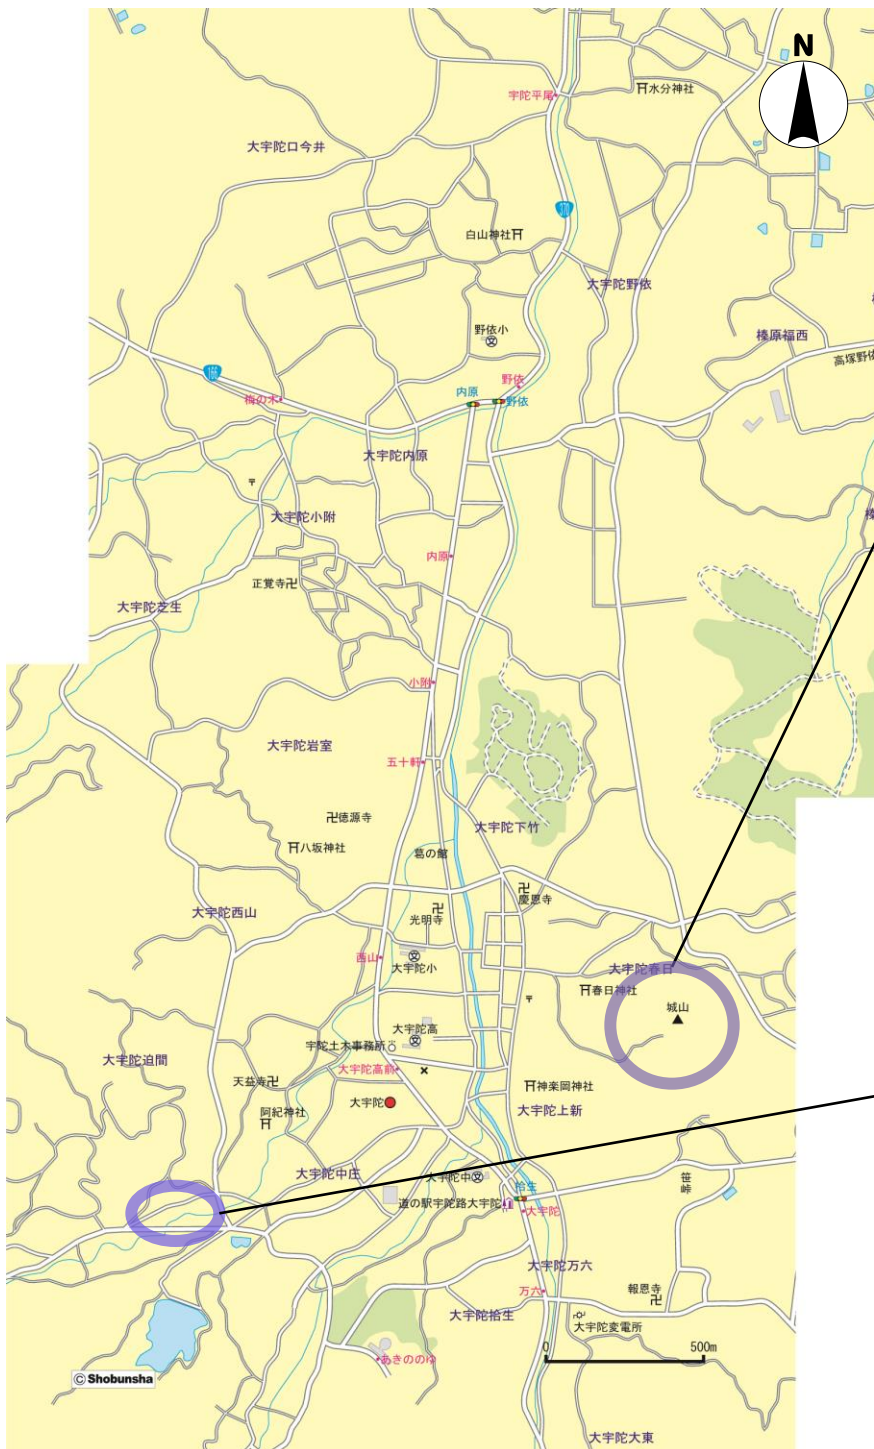 N
宇陀平尾
水分神社
大宇陀口今井
370
白山神社
大宇陀野依
野依小
榛原福西
高塚野依
166
野依
梅の木
内原
野依
大宇陀内原
〒
大宇陀小附
内原
正覚寺
大宇陀芝生
小附
大宇陀岩室
五十軒
徳源寺
大宇陀下竹
八坂神社
葛の館
慶恩寺
大宇陀西山
光明寺
西山
大宇陀小
大宇陀春日
春日神社
〒
城山
大宇陀高
宇陀土木事務所
大宇陀迫間
大宇陀高前
天益寺
神楽岡神社
大宇陀
阿紀神社
大宇陀上新
大宇陀中庄
大宇陀中
笹峠
拾生
道の駅宇陀路大宇陀
大宇陀
大宇陀万六
万六
報恩寺
大宇陀拾生
大宇陀変電所
0
500m
あきののゆ
© Shobunsha
大宇陀大東